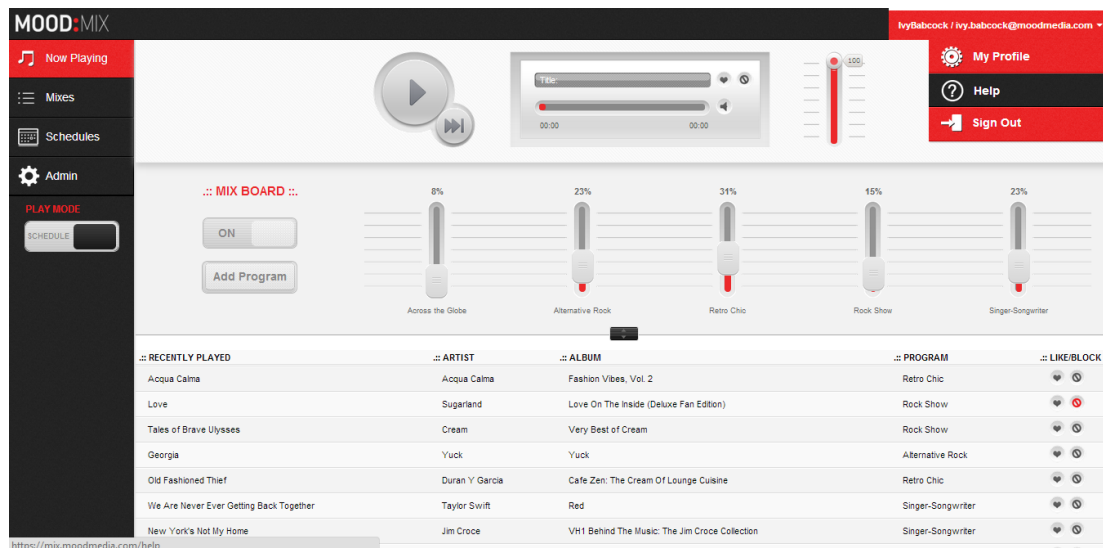 MOOD:MIX
IvyBabcock / ivy.babcock@moodmedia.com
Now Playing
Mixes
Schedules
Admin
PLAY MODE
SCHEDULE
Title:
00:00 00:00
100
My Profile
Help
Sign Out
.:: MIX BOARD ::.
ON
Add Program
8% 23% 31% 15% 23%
Across the Globe Alternative Rock Retro Chic Rock Show Singer-Songwriter
.:: RECENTLY PLAYED .:: ARTIST .:: ALBUM .:: PROGRAM .:: LIKE/BLOCK
Acqua Calma Acqua Calma Fashion Vibes, Vol. 2 Retro Chic
Love Sugarland Love On The Inside (Deluxe Fan Edition) Rock Show
Tales of Brave Ulysses Cream Very Best of Cream Rock Show
Georgia Yuck Yuck Alternative Rock
Old Fashioned Thief Duran Y Garcia Cafe Zen: The Cream Of Lounge Cuisine Retro Chic
We Are Never Ever Getting Back Together Taylor Swift Red Singer-Songwriter
New York's Not My Home Jim Croce VH1 Behind The Music: The Jim Croce Collection Singer-Songwriter
https://mix.moodmedia.com/help